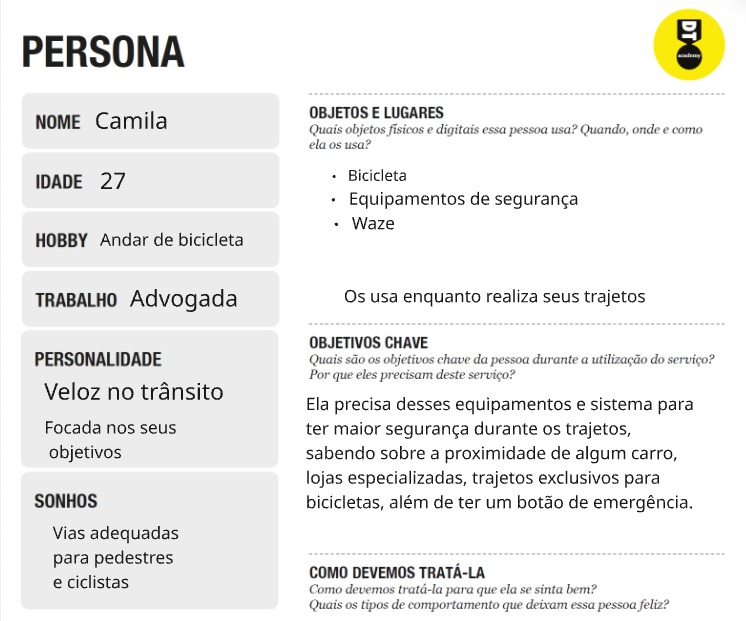 PERSONA
DT
academy
NOME Camila
IDADE 27
HOBBY Andar de bicicleta
TRABALHO Advogada
PERSONALIDADE
Veloz no trânsito
Focada nos seus
objetivos
SONHOS
Vias adequadas
para pedestres
e ciclistas
OBJETOS E LUGARES
Quais objetos físicos e digitais essa pessoa usa? Quando, onde e como
ela os usa?
· Bicicleta
· Equipamentos de segurança
· Waze
Os usa enquanto realiza seus trajetos
OBJETIVOS CHAVE
Quais são os objetivos chave da pessoa durante a utilização do serviço?
Por que eles precisam deste serviço?
Ela precisa desses equipamentos e sistema para
ter maior segurança durante os trajetos,
sabendo sobre a proximidade de algum carro,
lojas especializadas, trajetos exclusivos para
bicicletas, além de ter um botão de emergência.
COMO DEVEMOS TRATÁ-LA
Como devemos tratá-la para que ela se sinta bem?
Quais os tipos de comportamento que deixam essa pessoa feliz?